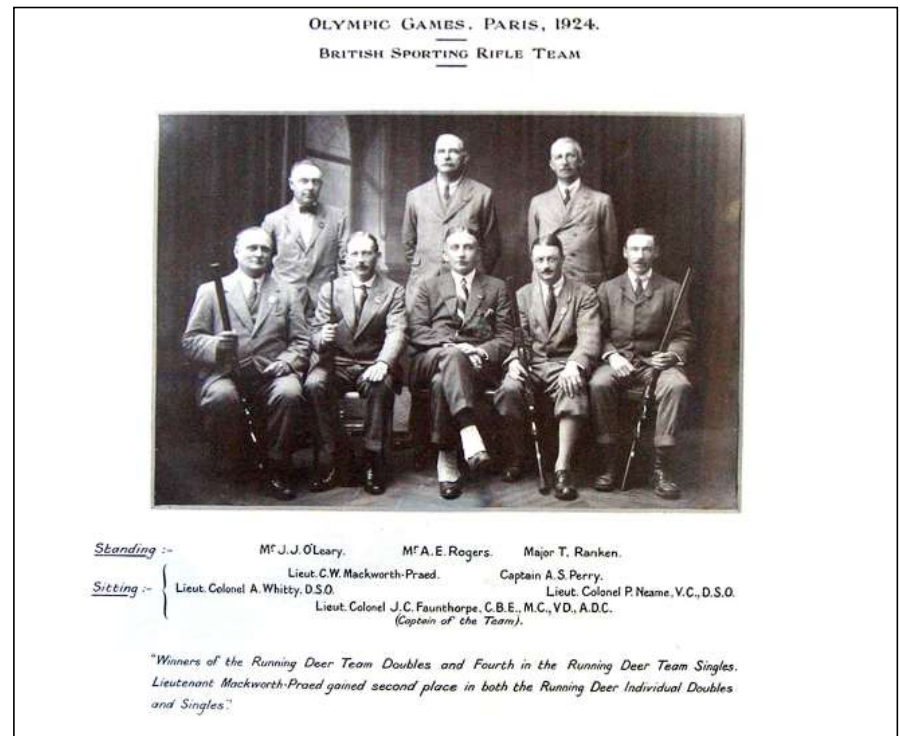 OLYMPIC GAMES. PARIS, 1924.
BRITISH SPORTING RIFLE TEAM
Standing :- Mr J.J. O'Leary. Mr A.E. Rogers. Major T. Ranken.
Lieut. C.W. Mackworth-Praed. Captain A.S. Perry.
Sitting :- Lieut. Colonel A. Whitty, D.S.O. Lieut. Colonel P. Neame, V.C., D.S.O.
Lieut. Colonel J.C. Faunthorpe, C.B.E., M.C., V.D., A.D.C.
(Captain of the Team).
"Winners of the Running Deer Team Doubles and Fourth in the Running Deer Team Singles.
Lieutenant Mackworth-Praed gained second place in both the Running Deer Individual Doubles
and Singles."